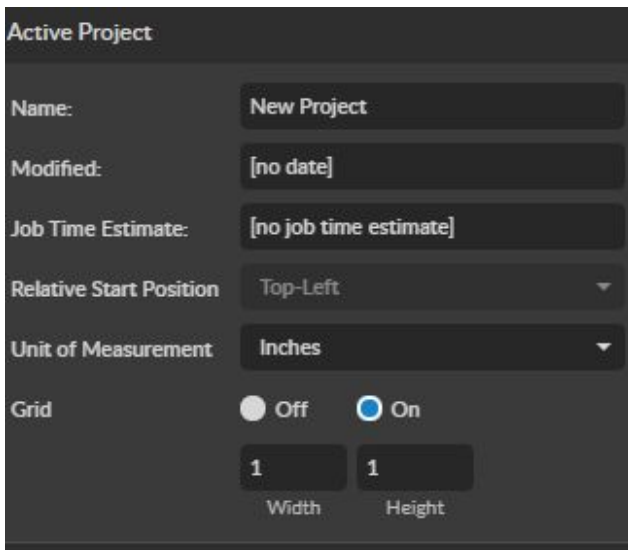 Active Project
Name: New Project
Modified: [no date]
Job Time Estimate: [no job time estimate]
Relative Start Position Top-Left
Unit of Measurement Inches
Grid Off On
1 1
Width Height